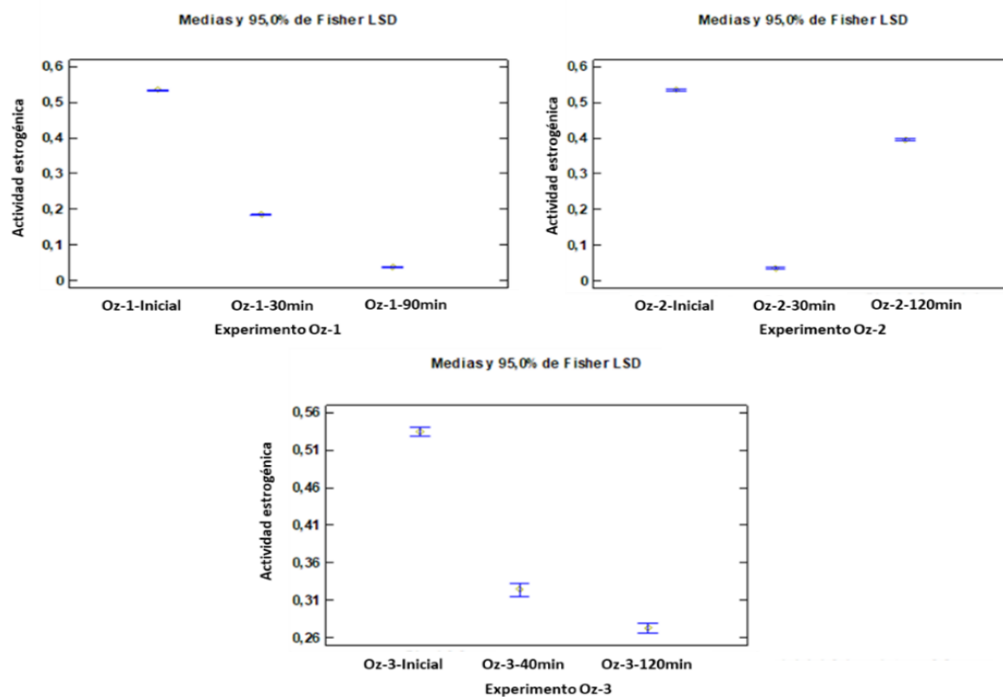 Medias y 95,0% de Fisher LSD
Actividad estrogénica
0,6
0,5
0,4
0,3
0,2
0,1
0
Oz-1-Inicial Oz-1-30min Oz-1-90min
Experimento Oz-1
Medias y 95,0% de Fisher LSD
Actividad estrogénica
0,6
0,5
0,4
0,3
0,2
0,1
0
Oz-2-Inicial Oz-2-30min Oz-2-120min
Experimento Oz-2
Medias y 95,0% de Fisher LSD
Actividad estrogénica
0,56
0,51
0,46
0,41
0,36
0,31
0,26
Oz-3-Inicial Oz-3-40min Oz-3-120min
Experimento Oz-3